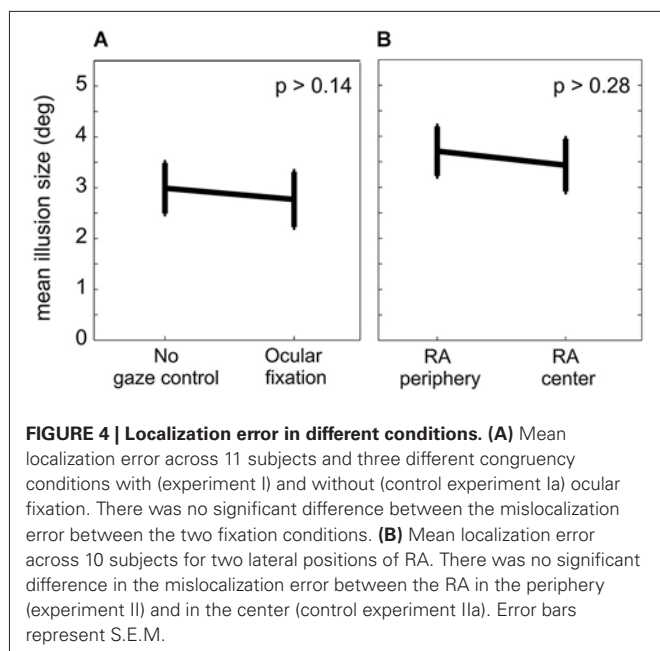 A
B
p > 0.14
p > 0.28
mean illusion size (deg)
5
4
3
2
1
0
No
gaze control
Ocular
fixation
RA
periphery
RA
center
FIGURE 4 | Localization error in different conditions. (A) Mean
localization error across 11 subjects and three different congruency
conditions with (experiment I) and without (control experiment Ia) ocular
fixation. There was no significant difference between the mislocalization
error between the two fixation conditions. (B) Mean localization error
across 10 subjects for two lateral positions of RA. There was no significant
difference in the mislocalization error between the RA in the periphery
(experiment II) and in the center (control experiment IIa). Error bars
represent S.E.M.